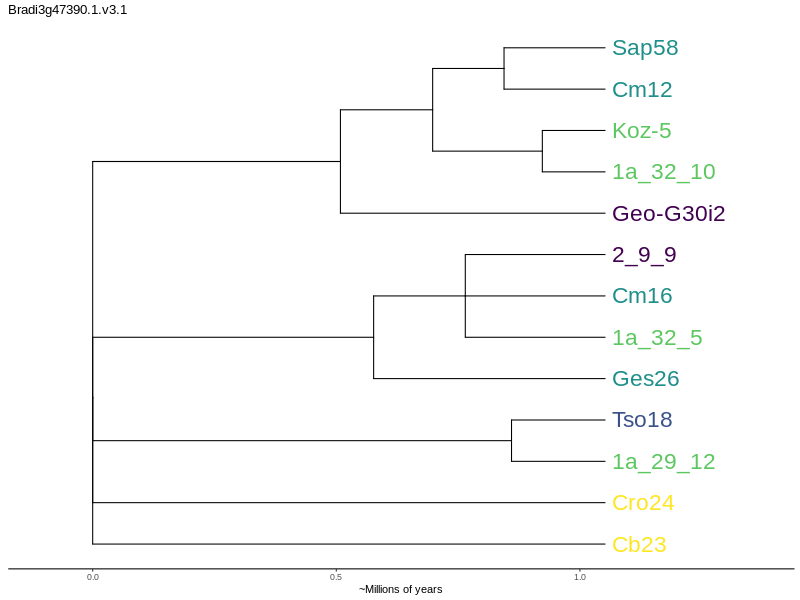 Bradi3g47390.1.v3.1
Sap58
Cm12
Koz-5
1a_32_10
Geo-G30i2
2_9_9
Cm16
1a_32_5
Ges26
Tso18
1a_29_12
Cro24
Cb23
0.0 0.5 1.0
~Millions of years